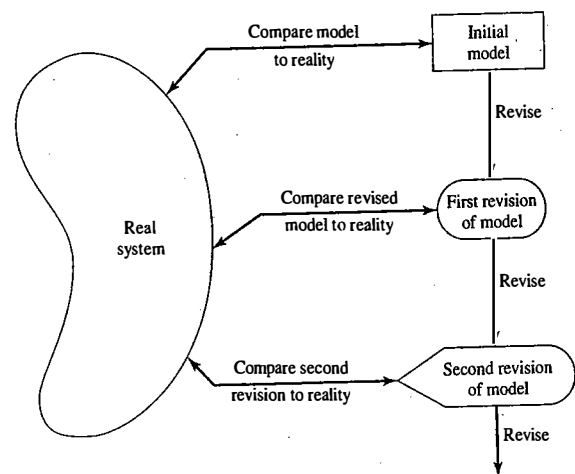 Compare model
to reality
Initial
model
Revise
Real
system
Compare revised
model to reality
First revision
of model
Revise
Compare second
revision to reality
Second revision
of model
Revise